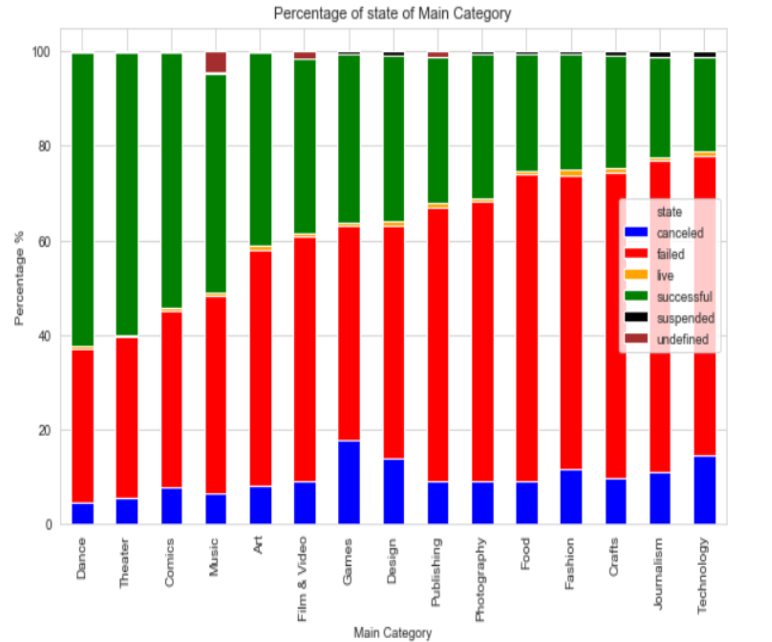 Percentage of state of Main Category
Percentage %
100
80
60
40
20
0
state
canceled
failed
live
successful
suspended
undefined
Dance
Theater
Comics
Music
Art
Film & Video
Games
Design
Publishing
Photography
Food
Fashion
Crafts
Journalism
Technology
Main Category